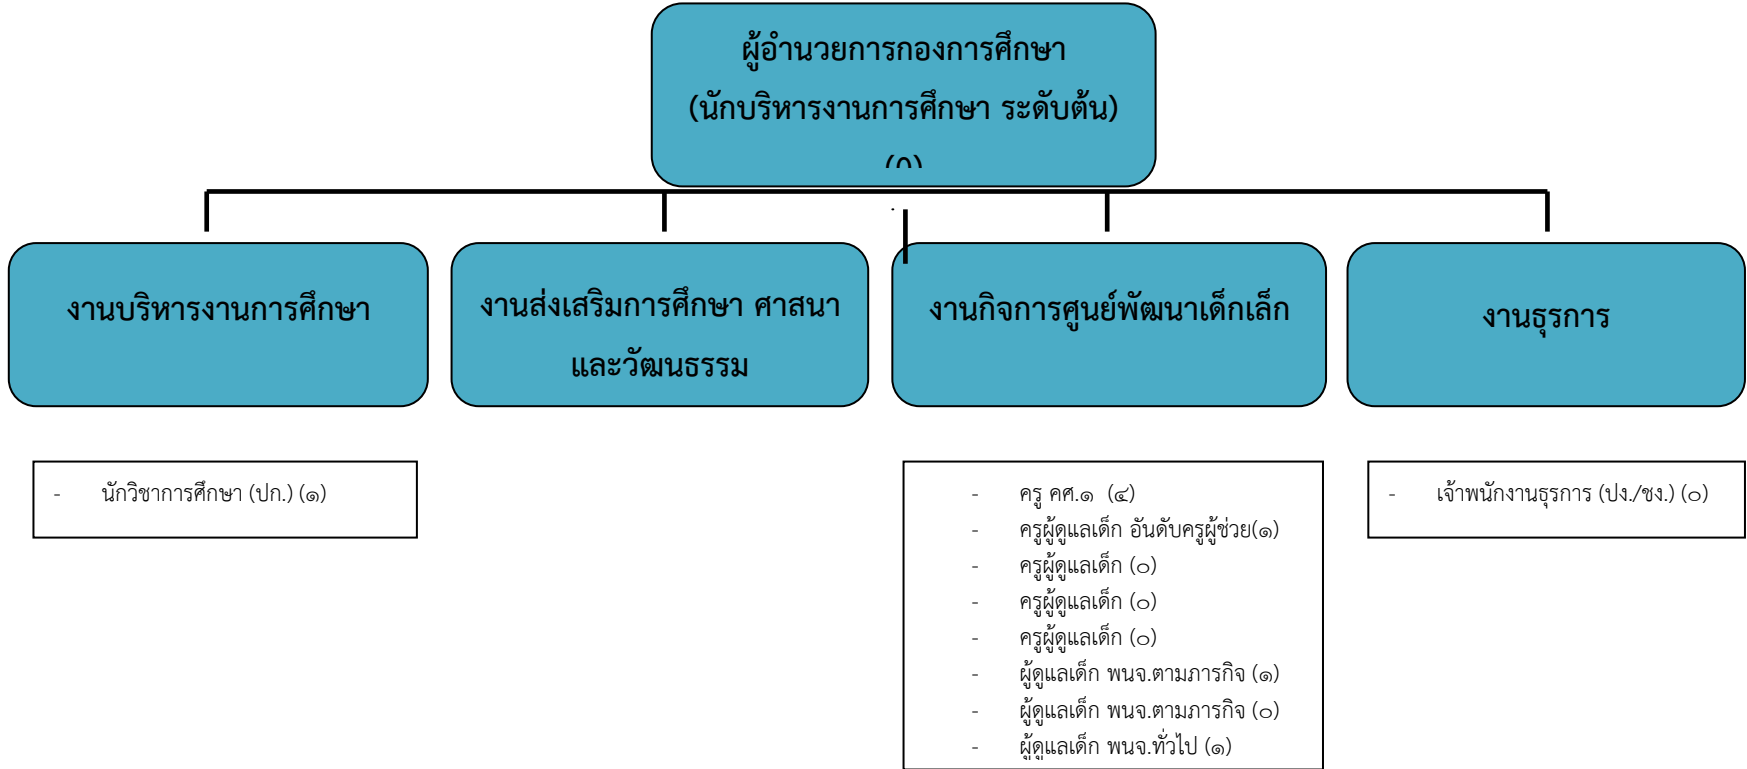 ผู้อำนวยการกองการศึกษา
(นักบริหารงานการศึกษา ระดับต้น)
งานบริหารงานการศึกษา
งานส่งเสริมการศึกษา ศาสนา
และวัฒนธรรม
งานกิจการศูนย์พัฒนาเด็กเล็ก
งานธุรการ
- นักวิชาการศึกษา (ปก.) (๑)
- ครู คศ.๑ (๔)
- ครูผู้ดูแลเด็ก อันดับครูผู้ช่วย(๑)
- ครูผู้ดูแลเด็ก (๐)
- ครูผู้ดูแลเด็ก (๐)
- ครูผู้ดูแลเด็ก (๐)
- ผู้ดูแลเด็ก พนจ.ตามภารกิจ (๑)
- ผู้ดูแลเด็ก พนจ.ตามภารกิจ (๐)
- ผู้ดูแลเด็ก พนจ.ทั่วไป (๑)
- เจ้าพนักงานธุรการ (ปง./ชง.) (๐)